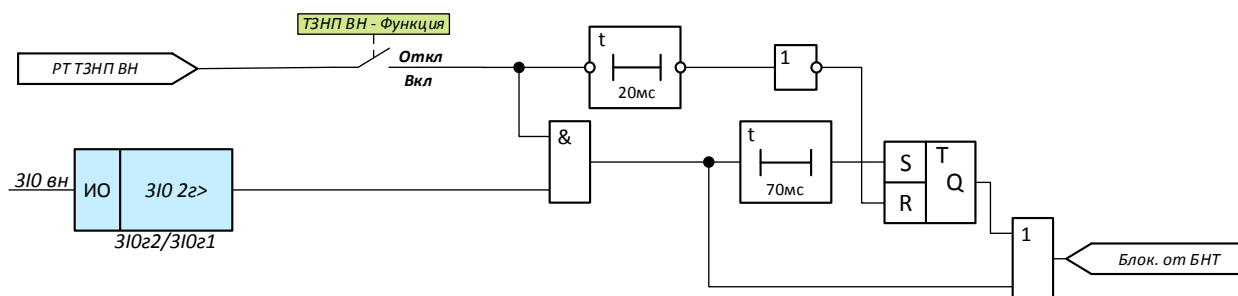 ТЗНП ВН - Функция
РТ ТЗНП ВН
Откл
Вкл
t
20мс
1
&
t
70мс
3I0 вн
ИО
3I0 2г>
3I0г2/3I0г1
S
T
Q
R
1
Блок. от БНТ